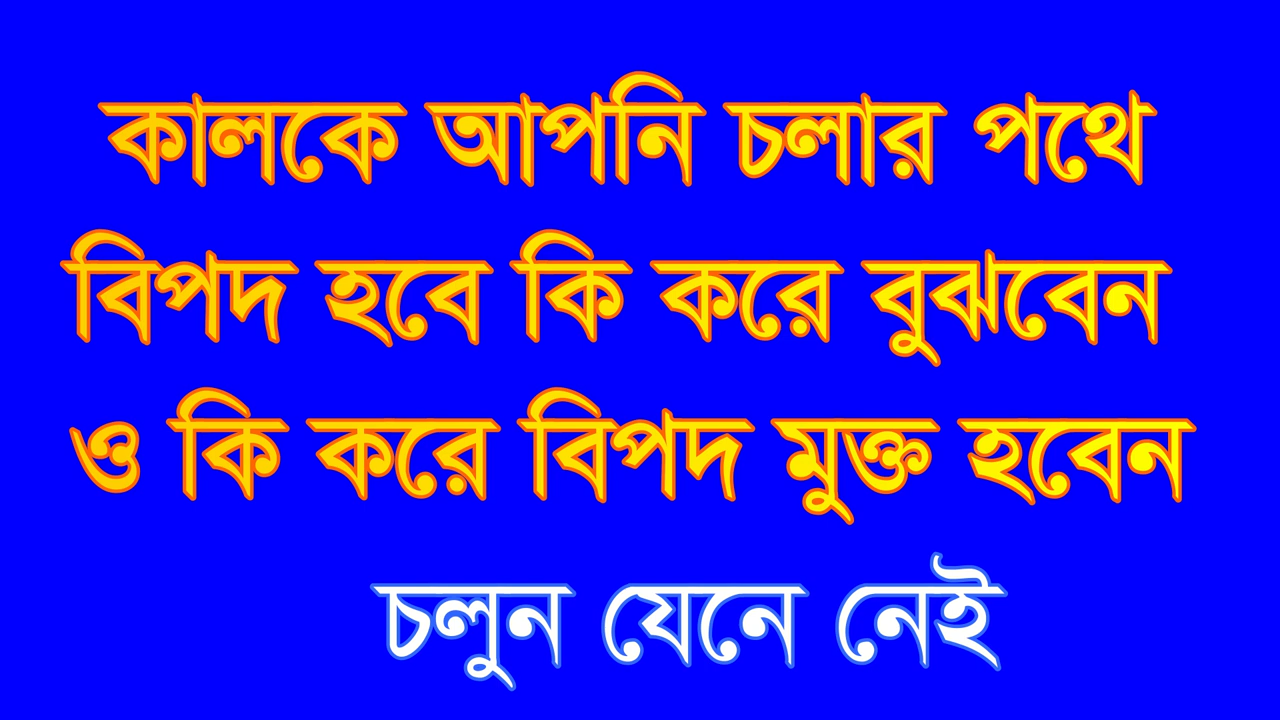 কালকে আপনি চলার পথে
বিপদ হবে কি করে বুঝবেন
ও কি করে বিপদ মুক্ত হবেন
চলুন যেনে নেই